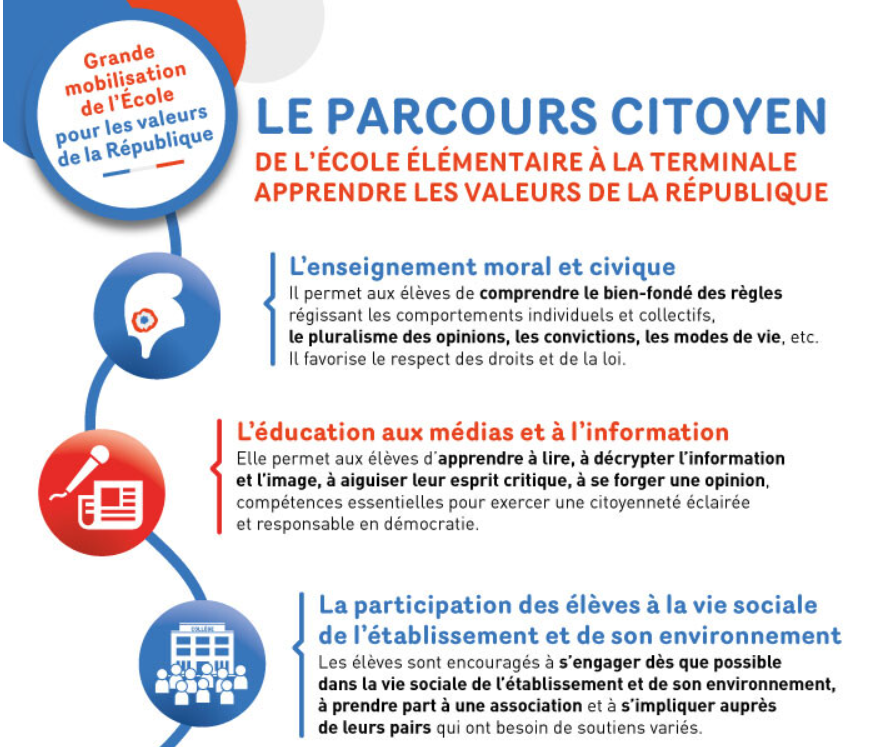 Grande
mobilisation
de l'École
pour les valeurs
de la République
LE PARCOURS CITOYEN
DE L'ÉCOLE ÉLÉMENTAIRE À LA TERMINALE
APPRENDRE LES VALEURS DE LA RÉPUBLIQUE
L'enseignement moral et civique
Il permet aux élèves de comprendre le bien-fondé des règles
régissant les comportements individuels et collectifs,
le pluralisme des opinions, les convictions, les modes de vie, etc.
Il favorise le respect des droits et de la loi.
L'éducation aux médias et à l'information
Elle permet aux élèves d'apprendre à lire, à décrypter l'information
et l'image, à aiguiser leur esprit critique, à se forger une opinion,
compétences essentielles pour exercer une citoyenneté éclairée
et responsable en démocratie.
COLLÈGE
La participation des élèves à la vie sociale
de l'établissement et de son environnement
Les élèves sont encouragés à s'engager dès que possible
dans la vie sociale de l'établissement et de son environnement,
à prendre part à une association et à s'impliquer auprès
de leurs pairs qui ont besoin de soutiens variés.